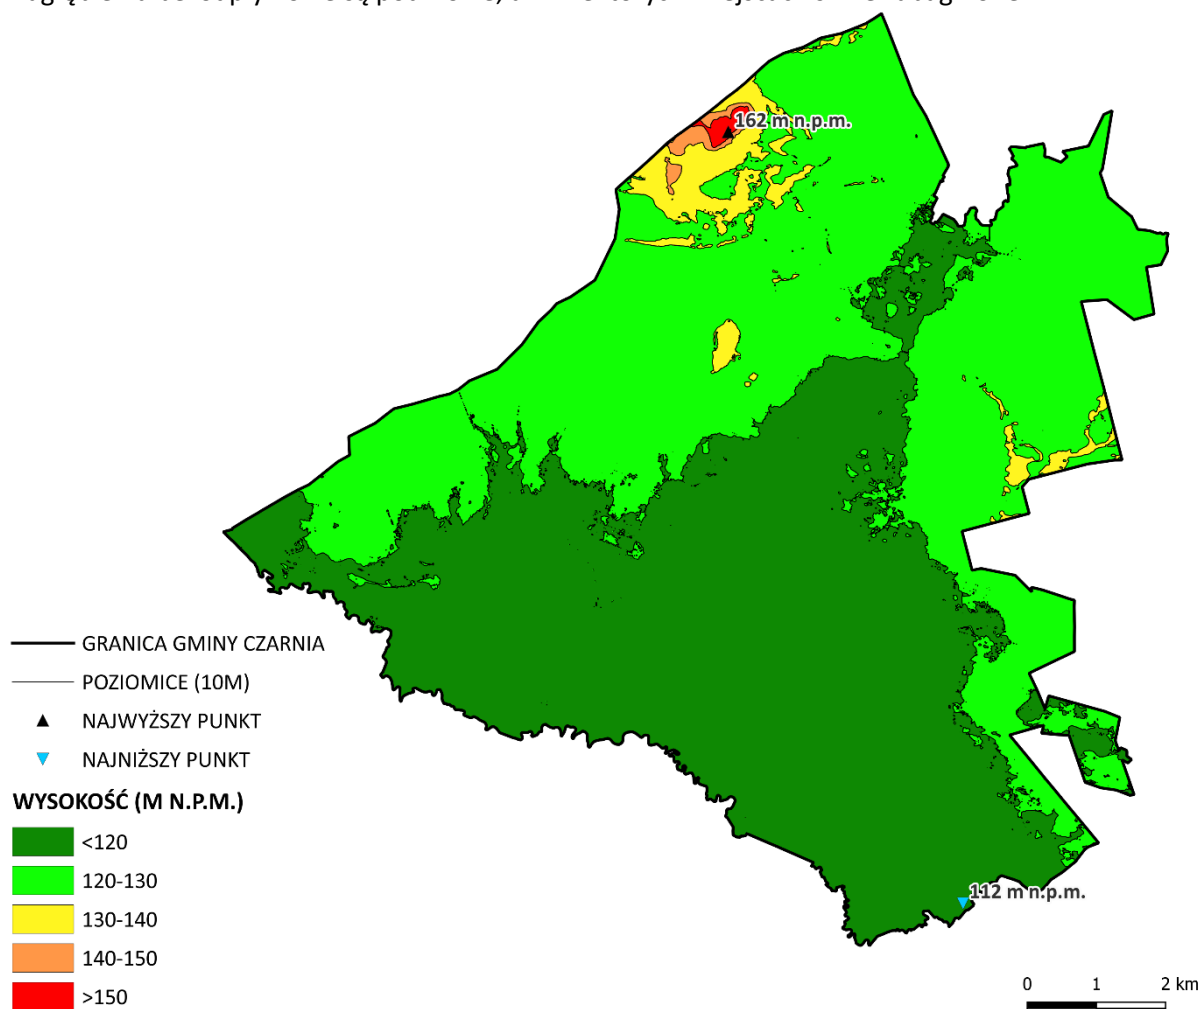 162 m n.p.m.
GRANICA GMINY CZARNIA
POZIOMICE (10M)
NAJWYŻSZY PUNKT
NAJNIŻSZY PUNKT
WYSOKOŚĆ (M N.P.M.)
<120
120-130
130-140
140-150
>150
112 m n.p.m.
0 1 2 km